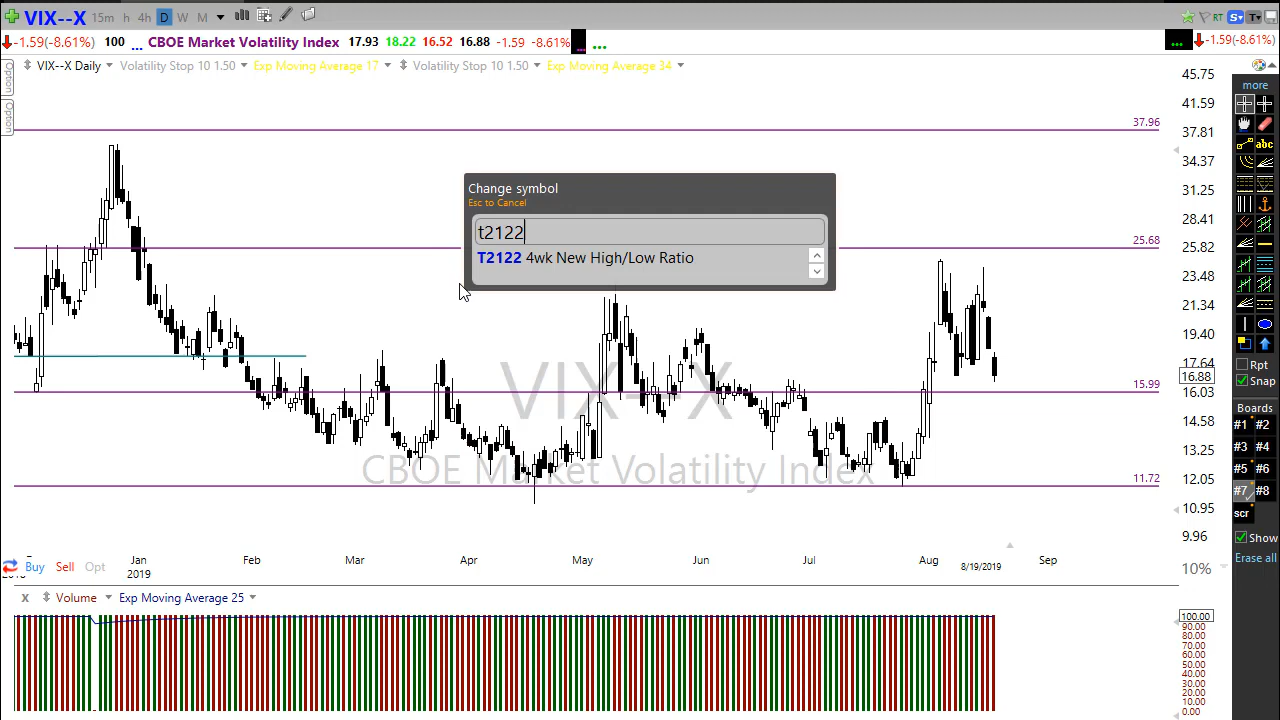 VIX--X 15m h 4h D W M S T RT
-1.59(-8.61%) 100 ... CBOE Market Volatility Index 17.93 18.22 16.52 16.88 -1.59 -8.61% ... ... -1.59(-8.61%)
VIX--X Daily Volatility Stop 10 1.50 Exp Moving Average 17 Volatility Stop 10 1.50 Exp Moving Average 34
Option
Option
45.75
41.59
37.96
37.81
34.37
31.25
28.41
25.68
25.82
23.48
21.34
19.40
17.64
16.88
15.99
16.03
14.58
13.25
12.05
11.72
10.95
9.96
10%
Change symbol
Esc to Cancel
t2122
T2122 4wk New High/Low Ratio
VIX--X
CBOE Market Volatility Index
Jan Feb Mar Apr May Jun Jul Aug 8/19/2019 Sep
2019
Buy Sell Opt
x Volume Exp Moving Average 25
100.00
90.00
80.00
70.00
60.00
50.00
40.00
30.00
20.00
10.00
0.00
more
abc
Rpt
Snap
Boards
#1 #2
#3 #4
#5 #6
#7 #8
scr
Show
Erase all